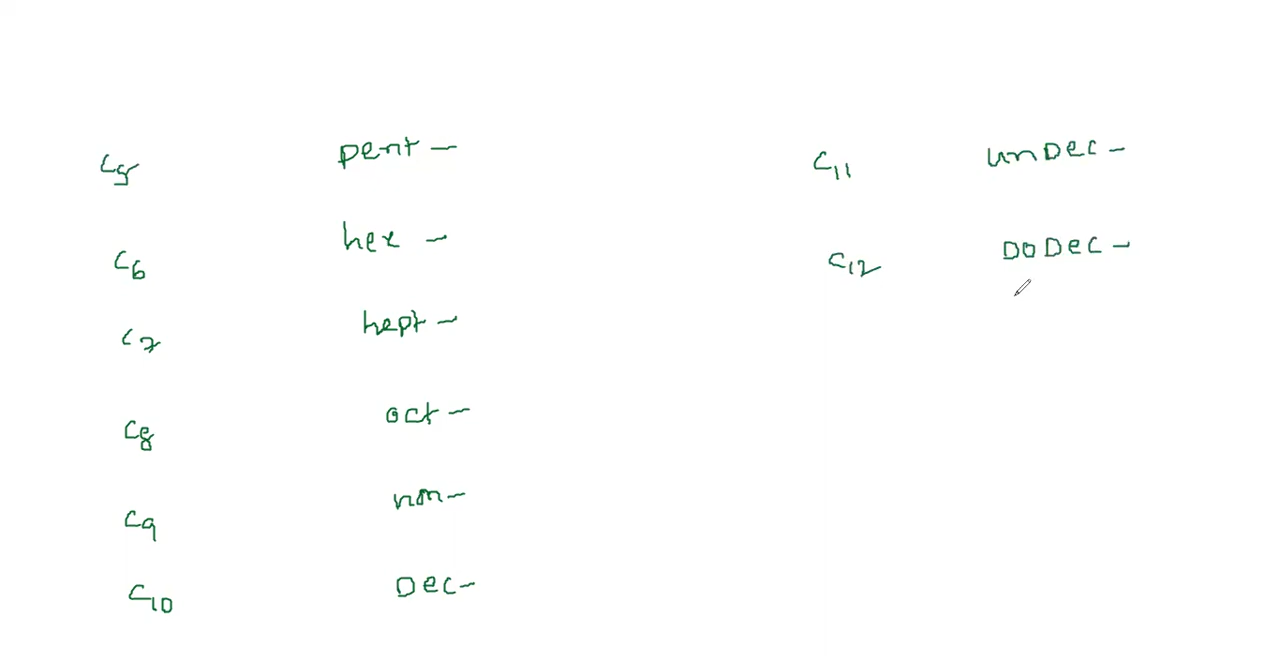 C5 pent -
C6 hex -
C7 hept -
C8 oct -
C9 non -
C10 Dec -
C11 unDec -
C12 DoDec -